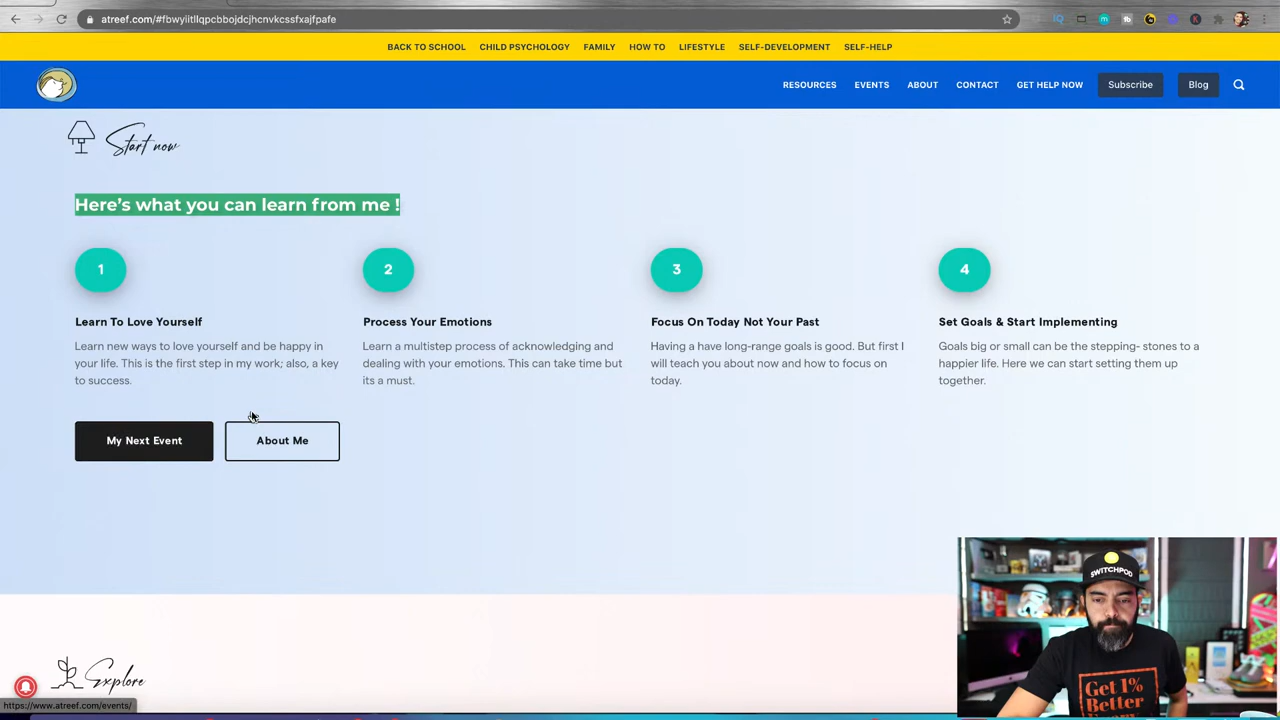 atreef.com/#fbwyiitllqpcbbojdcjhcnvkcssfxajfpafe
BACK TO SCHOOL CHILD PSYCHOLOGY FAMILY HOW TO LIFESTYLE SELF-DEVELOPMENT SELF-HELP
RESOURCES EVENTS ABOUT CONTACT GET HELP NOW Subscribe Blog
Start now
Here's what you can learn from me !
1 2 3 4
Learn To Love Yourself
Learn new ways to love yourself and be happy in
your life. This is the first step in my work; also, a key
to success.
Process Your Emotions
Learn a multistep process of acknowledging and
dealing with your emotions. This can take time but
its a must.
Focus On Today Not Your Past
Having a have long-range goals is good. But first I
will teach you about now and how to focus on
today.
Set Goals & Start Implementing
Goals big or small can be the stepping- stones to a
happier life. Here we can start setting them up
together.
My Next Event About Me
Explore
https://www.atreef.com/events/
SWITCHPOD
Get 1%
Better